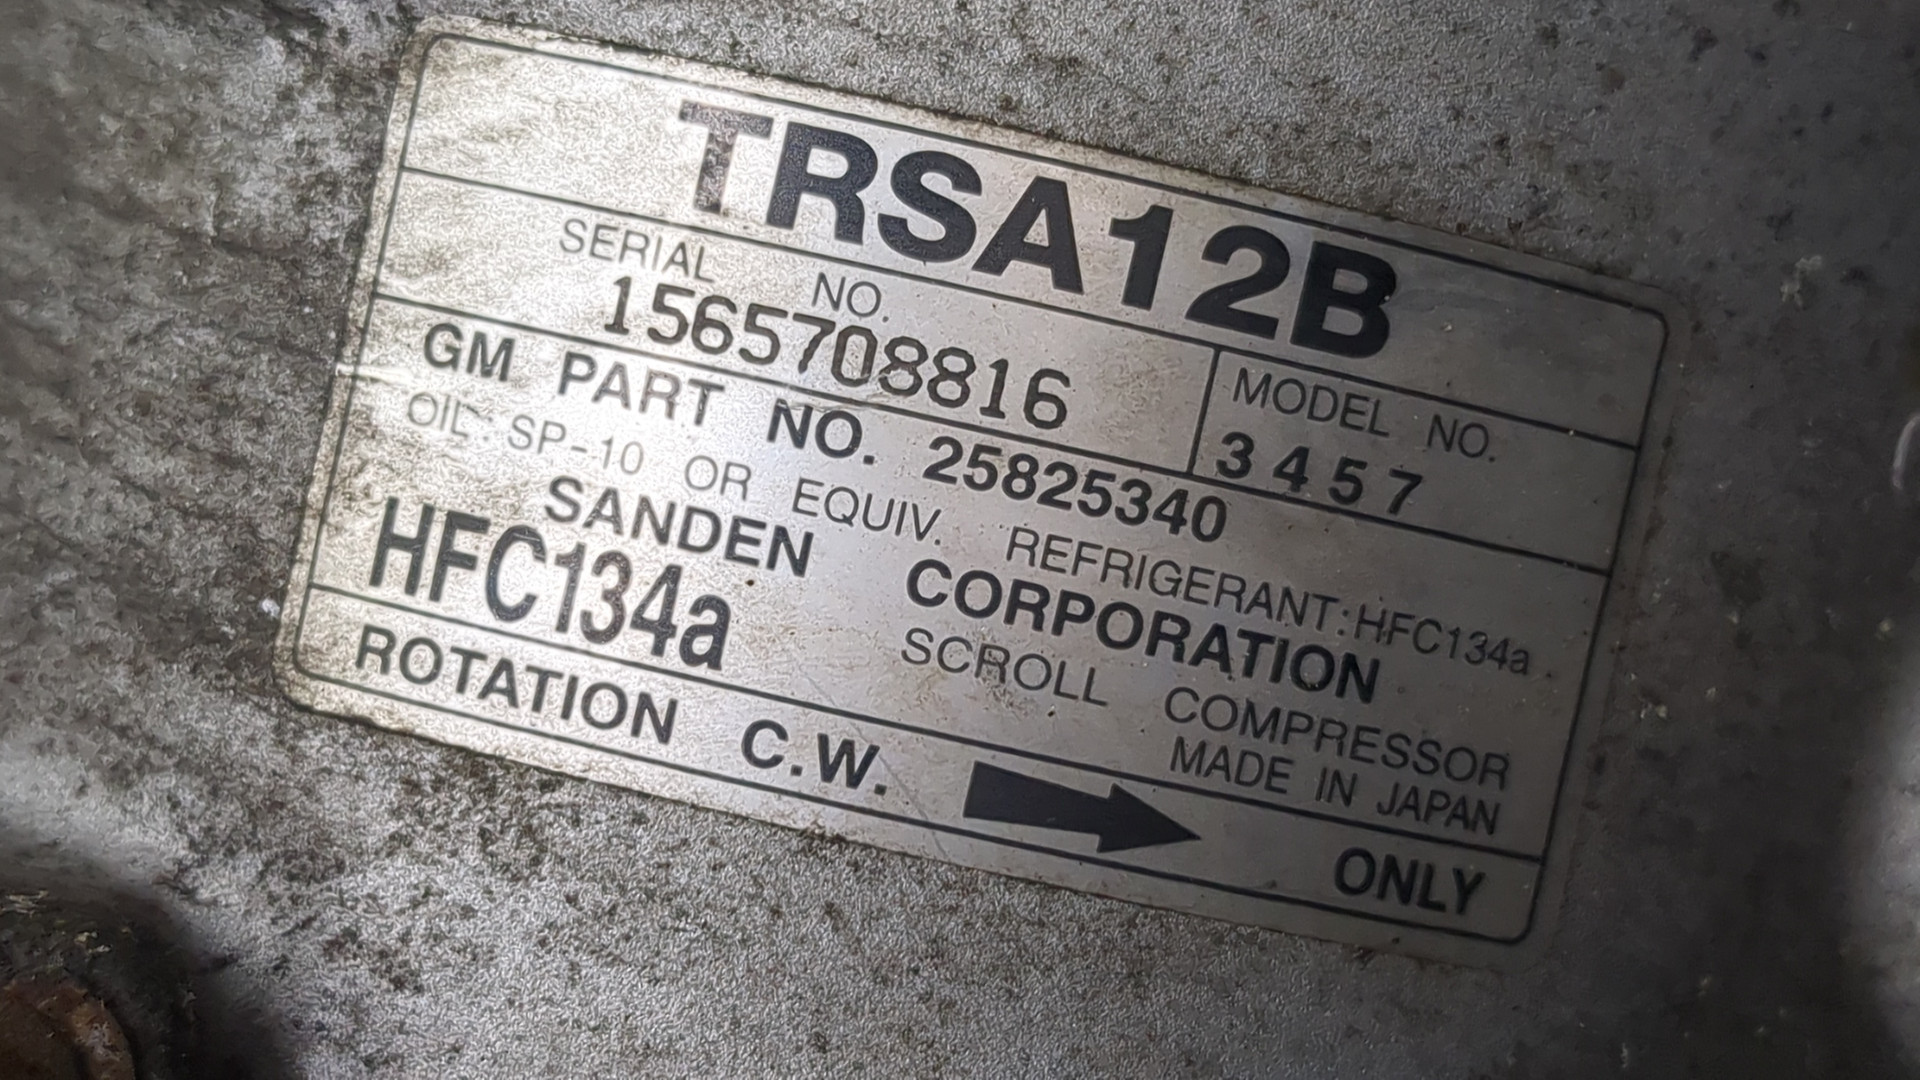 TRSA12B
SERIAL NO.
1565708816
MODEL NO.
3457
GM PART NO. 25825340
OIL: SP-10 OR EQUIV. REFRIGERANT:HFC134a
SANDEN CORPORATION
HFC134a
SCROLL COMPRESSOR
MADE IN JAPAN
ROTATION C.W. ONLY